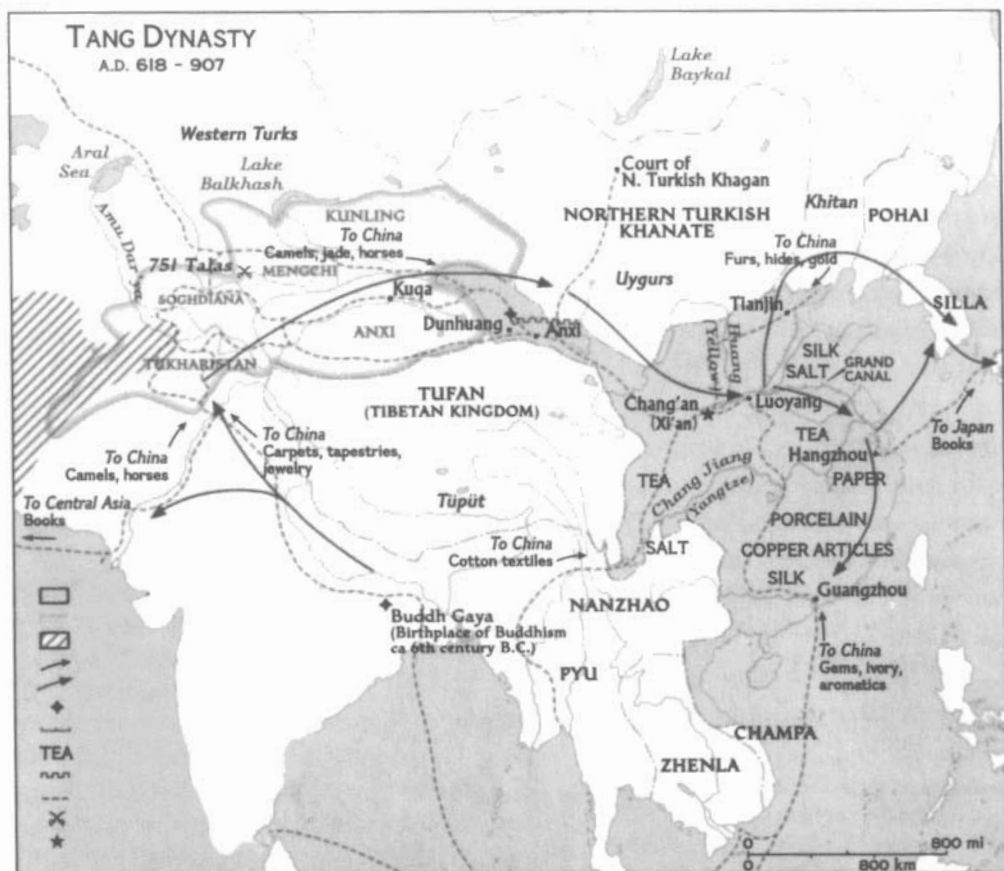 TANG DYNASTY
A.D. 618 - 907
Lake
Baykal
Western Turks
Aral
Sea
Lake
Balkhash
Court of
N. Turkish Khagan
Amu Darya
KUNLING
To China
Camels, jade, horses
MENGCHI
NORTHERN TURKISH
KHANATE
Khitan
POHAI
751 Talas
To China
Furs, hides, gold
SOGHDIANA
Kuqa
Uygurs
Tianjin
SILLA
Dunhuang
ANXI
Anxi
Huang
(Yellow)
TUKHARISTAN
SILK
SALT
GRAND
CANAL
TUFAN
(TIBETAN KINGDOM)
Chang'an
(Xi'an)
Luoyang
To China
Carpets, tapestries,
jewelry
To China
Camels, horses
TEA
Hangzhou
To Japan
Books
TEA
Chang Jiang
(Yangtze)
PAPER
To Central Asia
Books
Tüpüt
PORCELAIN
To China
Cotton textiles
SALT
COPPER ARTICLES
SILK
Guangzhou
NANZHAO
Buddh Gaya
(Birthplace of Buddhism
ca 6th century B.C.)
To China
Gems, ivory,
aromatics
PYU
CHAMPA
TEA
ZHENLA
0 800 mi
0 800 km